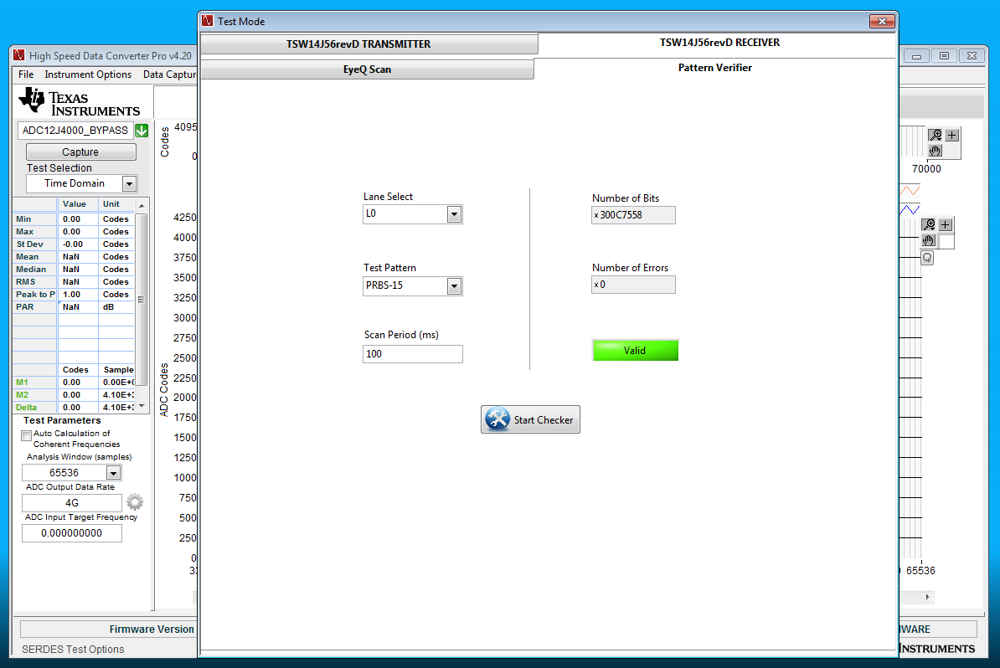 Test Mode
TSW14J56revD TRANSMITTER
TSW14J56revD RECEIVER
EyeQ Scan
Pattern Verifier
Lane Select
L0
Test Pattern
PRBS-15
Scan Period (ms)
100
Number of Bits
x 300C7558
Number of Errors
x 0
Valid
Start Checker
High Speed Data Converter Pro v4.20
File Instrument Options Data Captur
TEXAS
INSTRUMENTS
ADC12J4000_BYPASS
Capture
Test Selection
Time Domain
Value Unit
Min 0.00 Codes
Max 0.00 Codes
St Dev -0.00 Codes
Mean NaN Codes
Median NaN Codes
RMS NaN Codes
Peak to P 1.00 Codes
PAR NaN dB
Codes Sample
M1 0.00 0.00E+0
M2 0.00 4.10E+3
Delta 0.00 4.10E+3
Test Parameters
Auto Calculation of
Coherent Frequencies
Analysis Window (samples)
65536
ADC Output Data Rate
4G
ADC Input Target Frequency
0.000000000
Codes
4095
0
ADC Codes
4250
4000
3750
3500
3250
3000
2750
2500
2250
2000
1750
1500
1250
1000
750
500
250
0
33
70000
65536
Firmware Version
WARE
SERDES Test Options
INSTRUMENTS